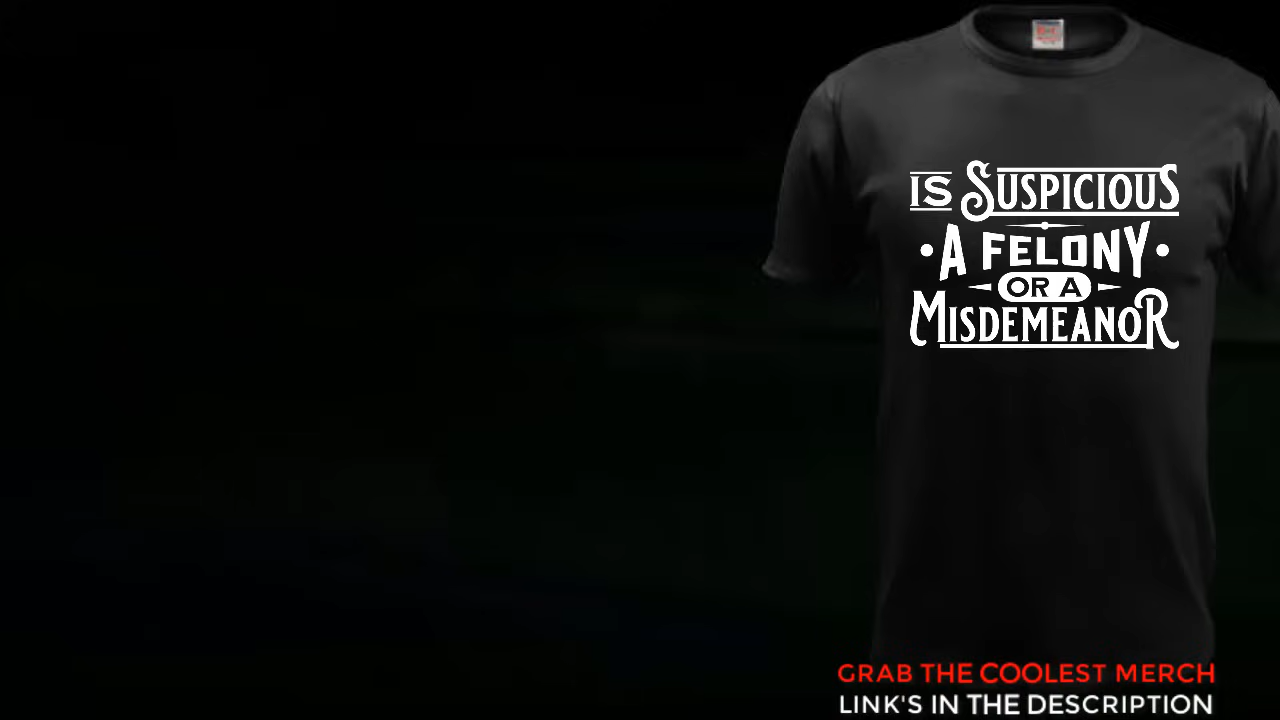 IS SUSPICIOUS
A FELONY
OR A
MISDEMEANOR
GRAB THE COOLEST MERCH
LINK'S IN THE DESCRIPTION